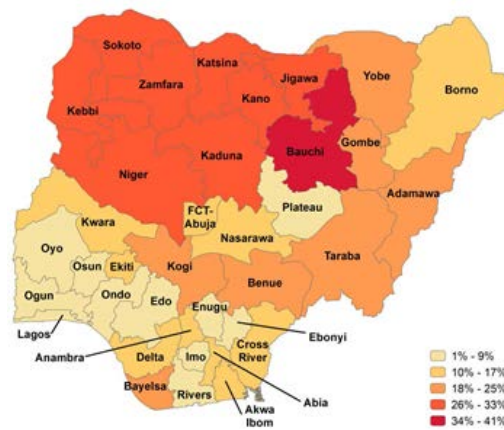 Sokoto
Katsina
Zamfara
Jigawa
Yobe
Borno
Kebbi
Kano
Gombe
Bauchi
Kaduna
Niger
Adamawa
Plateau
FCT-
Abuja
Kwara
Nasarawa
Taraba
Oyo
Osun
Ekiti
Kogi
Benue
Ogun
Ondo
Edo
Enugu
Lagos
Ebonyi
Anambra
Delta
Imo
Cross
River
Bayelsa
Rivers
Abia
Akwa
Ibom
1% - 9%
10% - 17%
18% - 25%
26% - 33%
34% - 41%